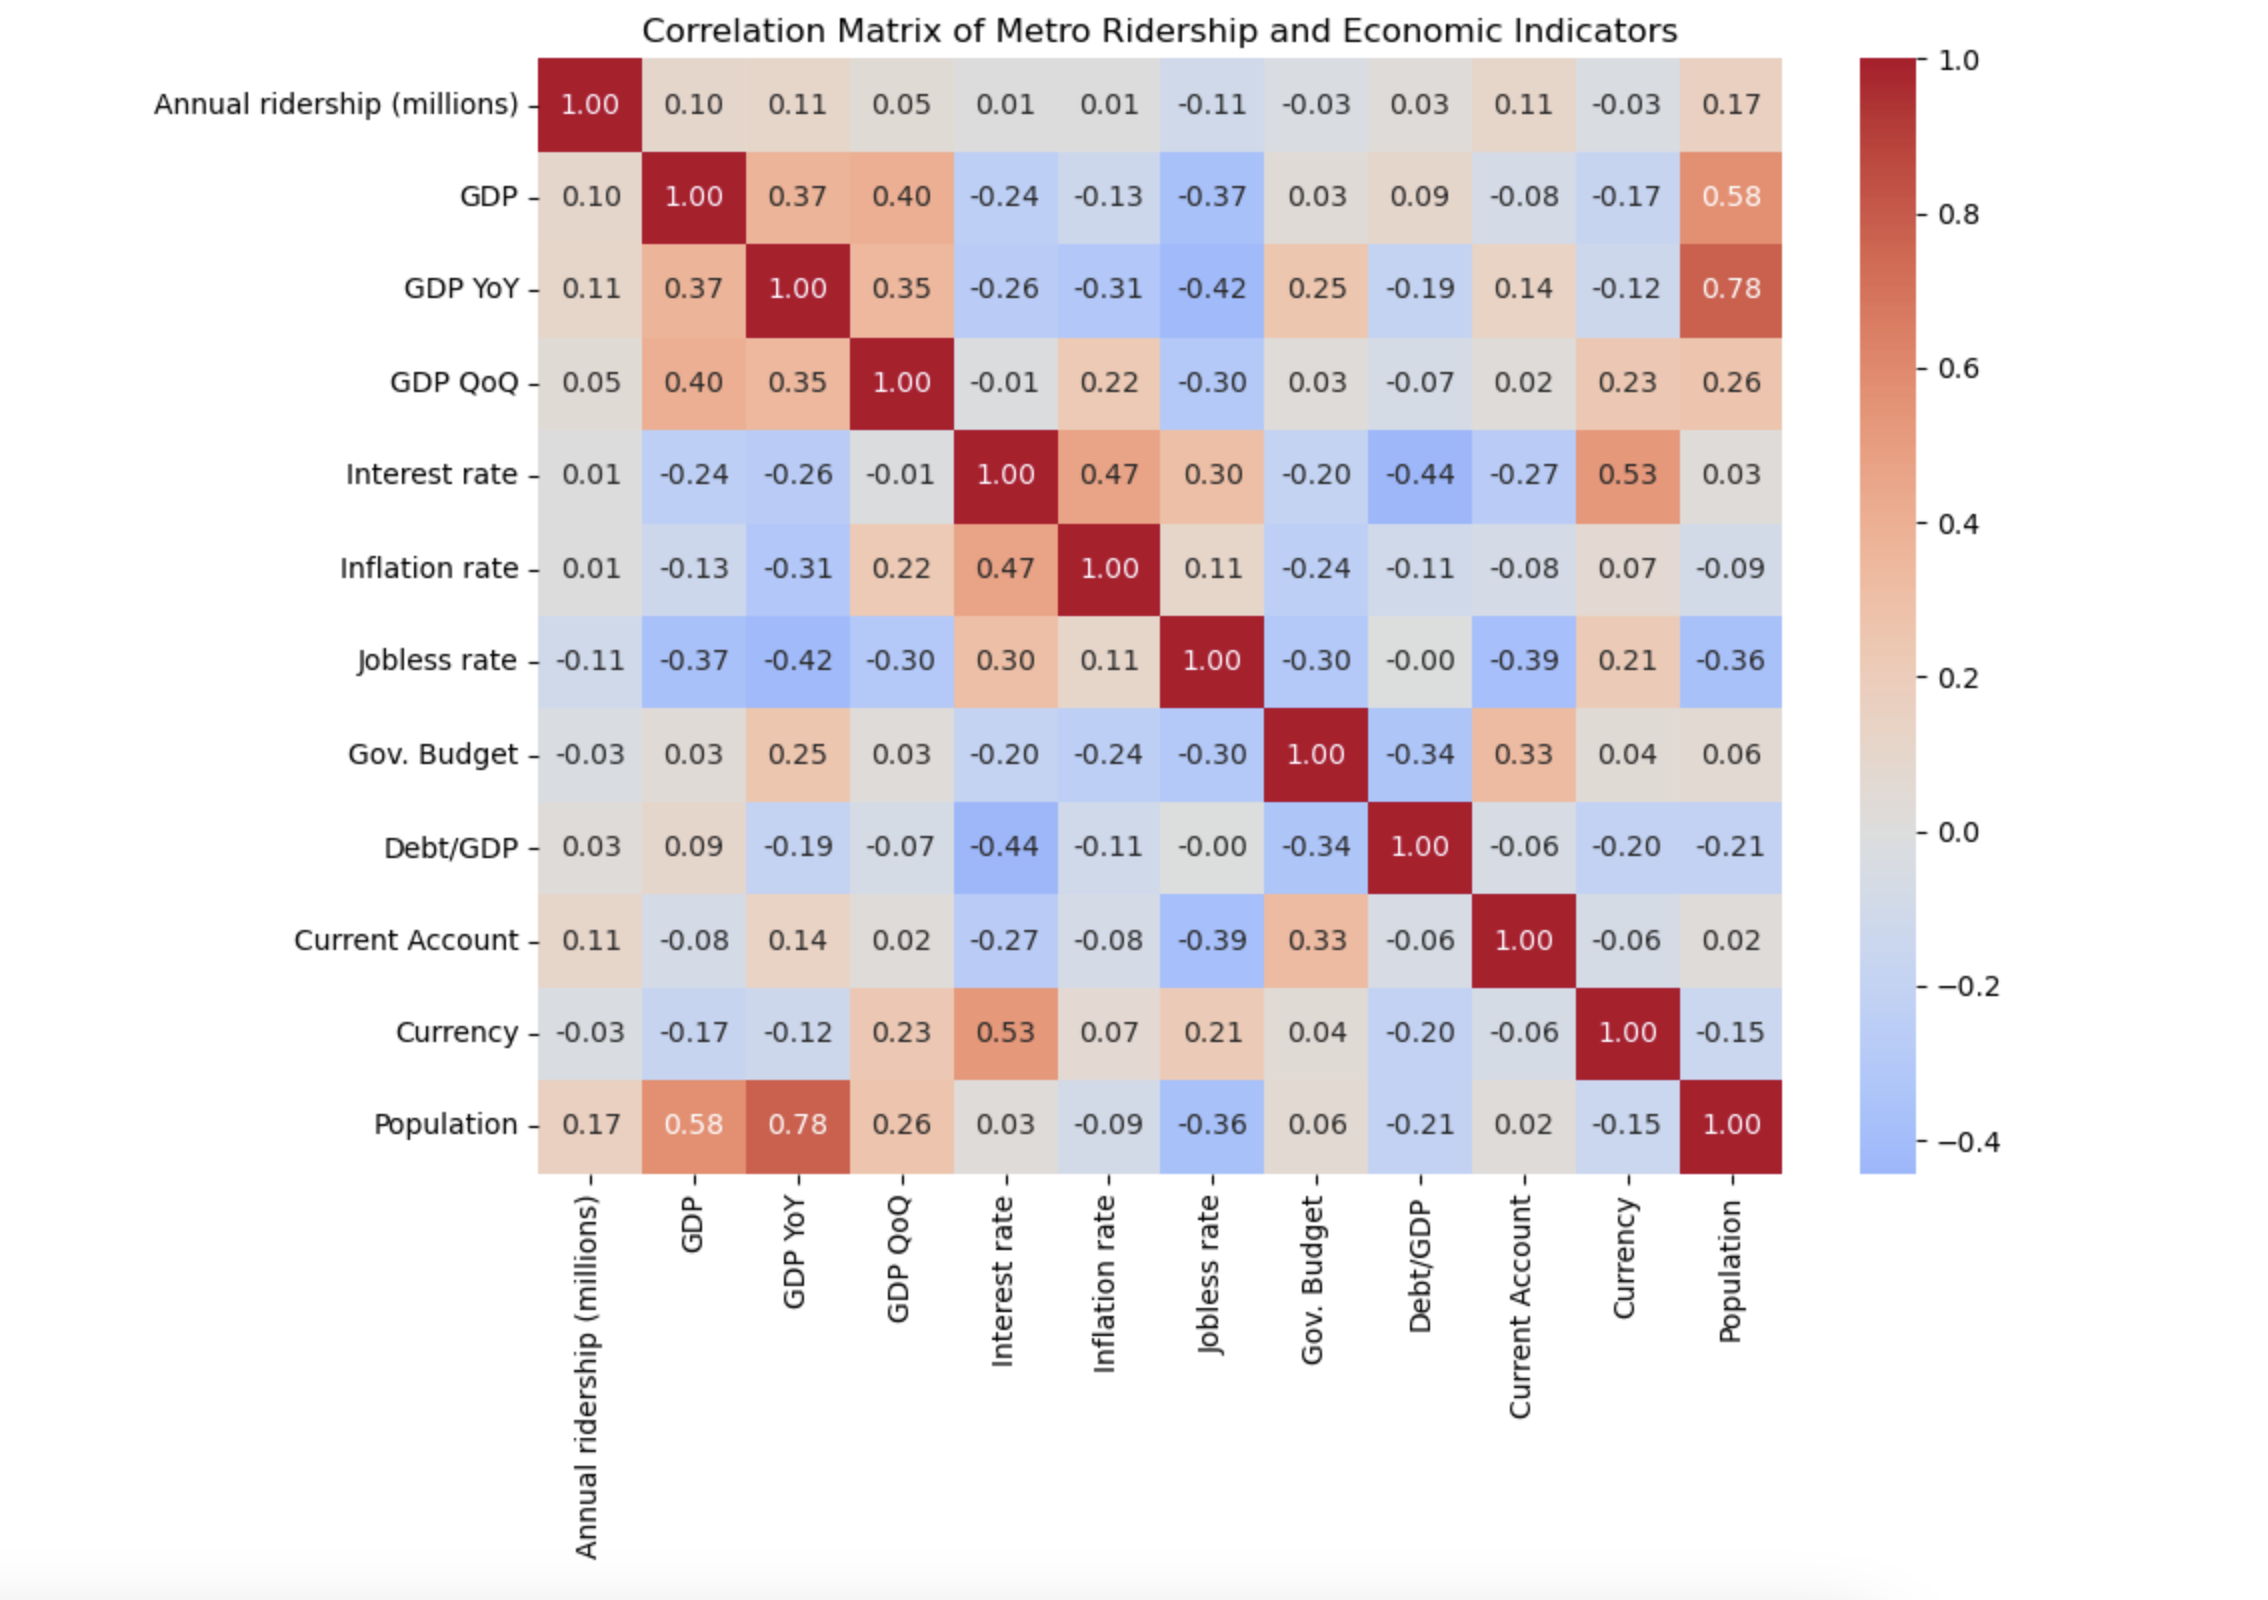 Correlation Matrix of Metro Ridership and Economic Indicators
Annual ridership (millions) 1.00 0.10 0.11 0.05 0.01 0.01 -0.11 -0.03 0.03 0.11 -0.03 0.17
GDP 0.10 1.00 0.37 0.40 -0.24 -0.13 -0.37 0.03 0.09 -0.08 -0.17 0.58
GDP YoY 0.11 0.37 1.00 0.35 -0.26 -0.31 -0.42 0.25 -0.19 0.14 -0.12 0.78
GDP QoQ 0.05 0.40 0.35 1.00 -0.01 0.22 -0.30 0.03 -0.07 0.02 0.23 0.26
Interest rate 0.01 -0.24 -0.26 -0.01 1.00 0.47 0.30 -0.20 -0.44 -0.27 0.53 0.03
Inflation rate 0.01 -0.13 -0.31 0.22 0.47 1.00 0.11 -0.24 -0.11 -0.08 0.07 -0.09
Jobless rate -0.11 -0.37 -0.42 -0.30 0.30 0.11 1.00 -0.30 -0.00 -0.39 0.21 -0.36
Gov. Budget -0.03 0.03 0.25 0.03 -0.20 -0.24 -0.30 1.00 -0.34 0.33 0.04 0.06
Debt/GDP 0.03 0.09 -0.19 -0.07 -0.44 -0.11 -0.00 -0.34 1.00 -0.06 -0.20 -0.21
Current Account 0.11 -0.08 0.14 0.02 -0.27 -0.08 -0.39 0.33 -0.06 1.00 -0.06 0.02
Currency -0.03 -0.17 -0.12 0.23 0.53 0.07 0.21 0.04 -0.20 -0.06 1.00 -0.15
Population 0.17 0.58 0.78 0.26 0.03 -0.09 -0.36 0.06 -0.21 0.02 -0.15 1.00
Annual ridership (millions)
GDP
GDP YoY
GDP QoQ
Interest rate
Inflation rate
Jobless rate
Gov. Budget
Debt/GDP
Current Account
Currency
Population
1.0
0.8
0.6
0.4
0.2
0.0
−0.2
−0.4